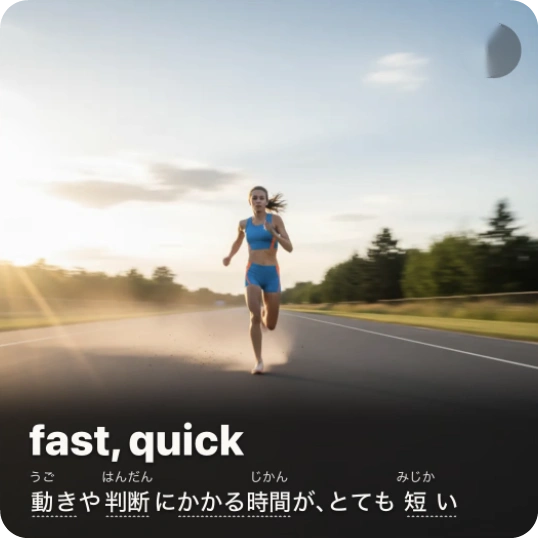 fast, quick
うご はんだん じかん みじか
動きや判断にかかる時間が、とても 短い